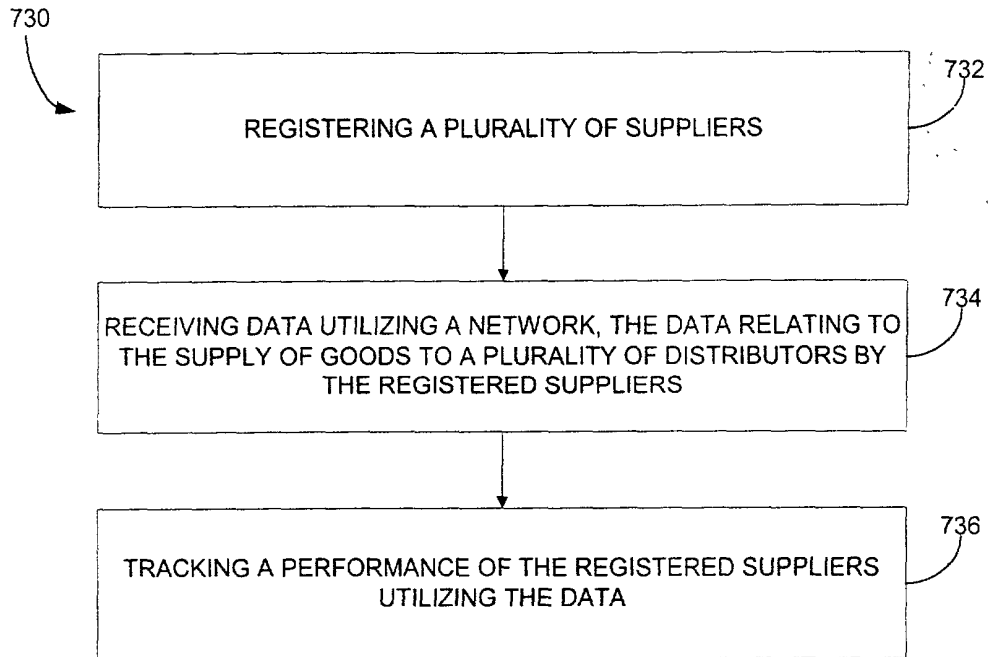 730
732
REGISTERING A PLURALITY OF SUPPLIERS
734
RECEIVING DATA UTILIZING A NETWORK, THE DATA RELATING TO
THE SUPPLY OF GOODS TO A PLURALITY OF DISTRIBUTORS BY
THE REGISTERED SUPPLIERS
736
TRACKING A PERFORMANCE OF THE REGISTERED SUPPLIERS
UTILIZING THE DATA